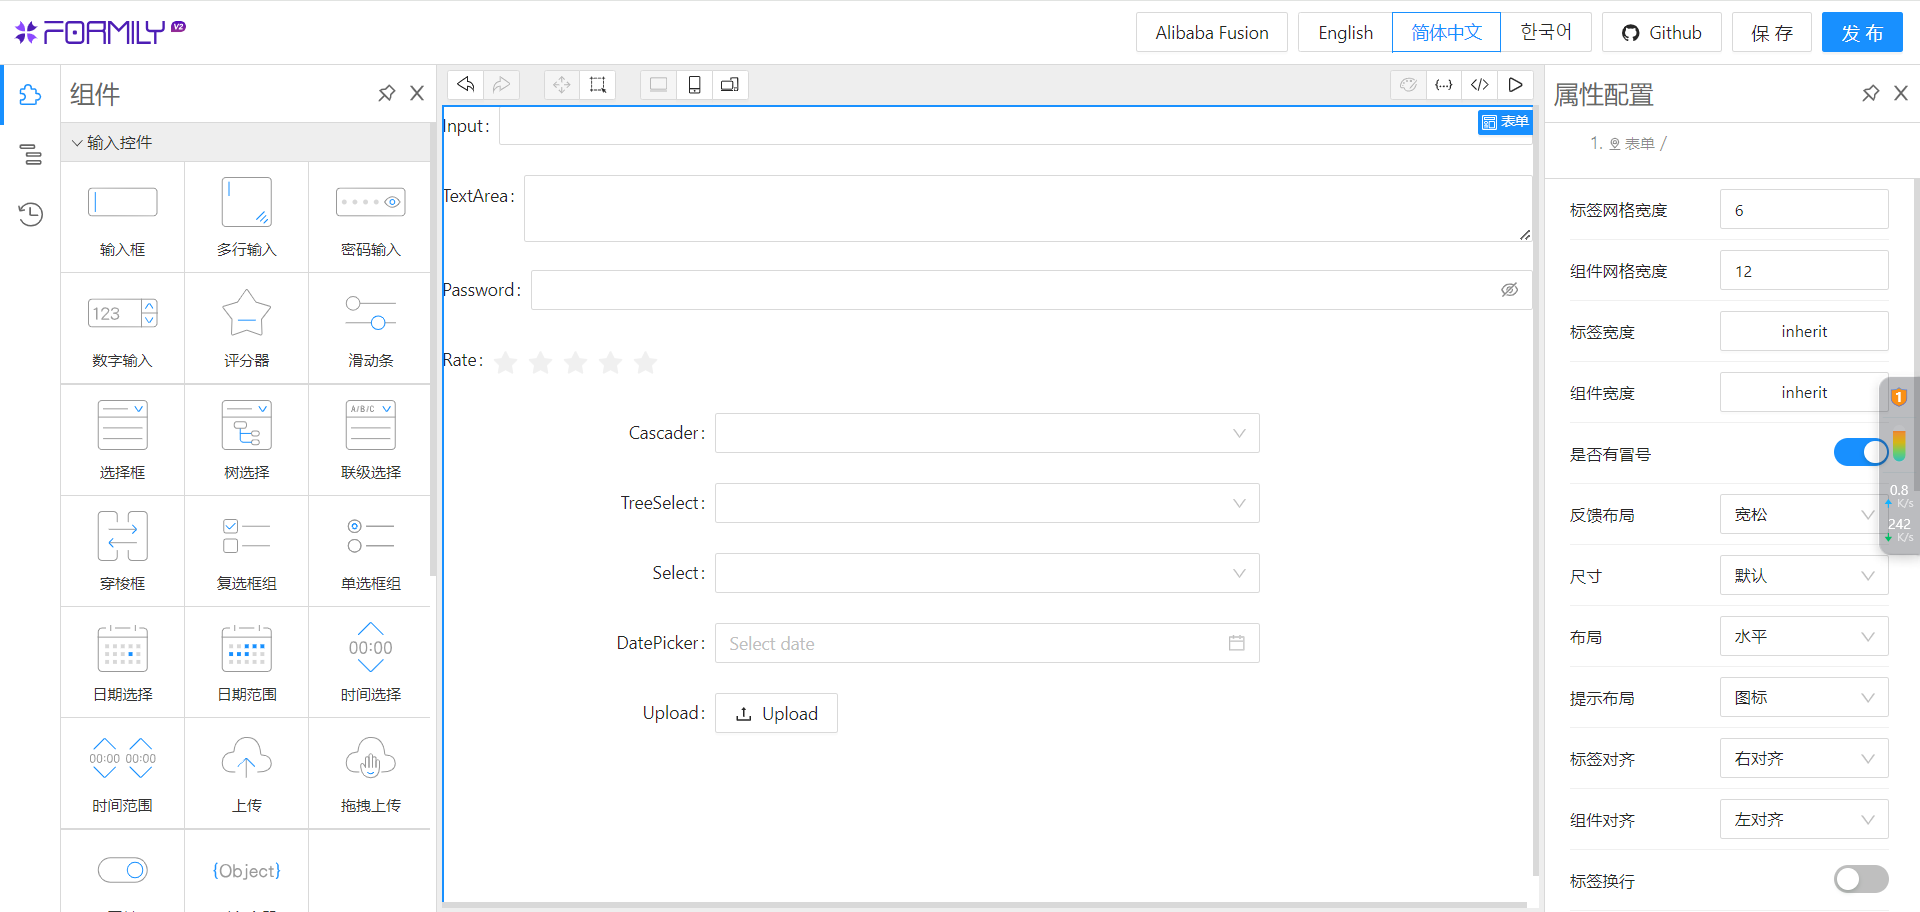 FORMILY V2
Alibaba Fusion
English
简体中文
한국어
Github
保 存
发 布
组件
输入控件
输入框
多行输入
密码输入
123
数字输入
评分器
滑动条
选择框
树选择
A/B/C
联级选择
穿梭框
复选框组
单选框组
日期选择
日期范围
00:00
时间选择
00:00 00:00
时间范围
上传
拖拽上传
{Object}
表单
Input:
TextArea:
Password:
Rate:
Cascader:
TreeSelect:
Select:
DatePicker:
Select date
Upload:
Upload
属性配置
1. 表单 /
标签网格宽度
6
组件网格宽度
12
标签宽度
inherit
组件宽度
inherit
是否有冒号
反馈布局
宽松
尺寸
默认
布局
水平
提示布局
图标
标签对齐
右对齐
组件对齐
左对齐
标签换行
1
0.8
K/s
242
K/s